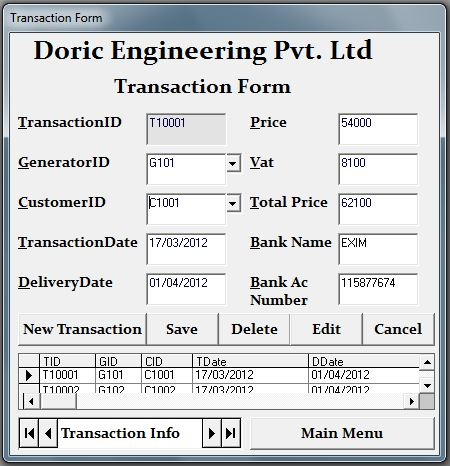 Transaction Form
Doric Engineering Pvt. Ltd
Transaction Form
TransactionID T10001 Price 54000
GeneratorID G101 Vat 8100
CustomerID C1001 Total Price 62100
TransactionDate 17/03/2012 Bank Name EXIM
DeliveryDate 01/04/2012 Bank Ac Number 115877674
New Transaction Save Delete Edit Cancel
TID GID CID TDate DDate
T10001 G101 C1001 17/03/2012 01/04/2012
T10002 G102 C1002 17/03/2012 01/04/2012
Transaction Info Main Menu